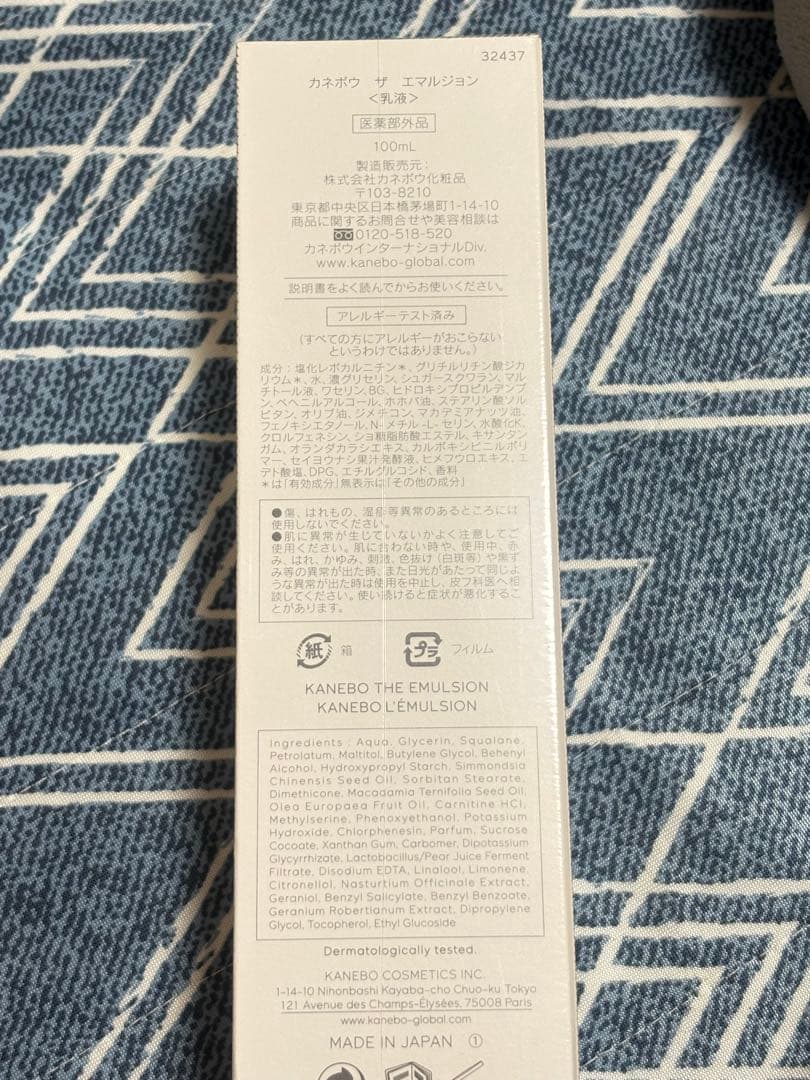 32437
カネボウ ザ エマルジョン
<乳液>
医薬部外品
100mL
製造販売元:
株式会社カネボウ化粧品
〒103-8210
東京都中央区日本橋茅場町1-14-10
商品に関するお問合せや美容相談は
0120-518-520
カネボウインターナショナルDiv.
www.kanebo-global.com
説明書をよく読んでからお使いください。
アレルギーテスト済み
(すべての方にアレルギーがおこらない
というわけではありません。)
成分:塩化レボカルニチン*、グリチルリチン酸ジカ
リウム*、水、濃グリセリン、シュガースクワラン、マル
チトール液、ワセリン、BG、ヒドロキシプロピルデンプ
ン、ベヘニルアルコール、ホホバ油、ステアリン酸ソル
ビタン、オリブ油、ジメチコン、マカデミアナッツ油、
フェノキシエタノール、N-メチル-L-セリン、水酸化K、
クロルフェネシン、ショ糖脂肪酸エステル、キサンタン
ガム、オランダカラシエキス、カルボキシビニルポリ
マー、セイヨウナシ果汁発酵液、ヒメフウロエキス、エ
デト酸塩、DPG、エチルグルコシド、香料
*は「有効成分」無表示は「その他の成分」
●傷、はれもの、湿疹等異常のあるところには
使用しないでください。
●肌に異常が生じていないかよく注意してご
使用ください。肌に合わない時や、使用中、赤
み、はれ、かゆみ、刺激、色抜け(白斑等)や黒ず
み等の異常が出た時、また日光があたって同じよ
うな異常が出た時は使用を中止し、皮フ科医へ相
談してください。使い続けると症状が悪化するこ
とがあります。
紙 箱 プラ フィルム
KANEBO THE EMULSION
KANEBO L'ÉMULSION
Ingredients : Aqua, Glycerin, Squalane,
Petrolatum, Maltitol, Butylene Glycol, Behenyl
Alcohol, Hydroxypropyl Starch, Simmondsia
Chinensis Seed Oil, Sorbitan Stearate,
Dimethicone, Macadamia Ternifolia Seed Oil,
Olea Europaea Fruit Oil, Carnitine HCl,
Methylserine, Phenoxyethanol, Potassium
Hydroxide, Chlorphenesin, Parfum, Sucrose
Cocoate, Xanthan Gum, Carbomer, Dipotassium
Glycyrrhizate, Lactobacillus/Pear Juice Ferment
Filtrate, Disodium EDTA, Linalool, Limonene,
Citronellol, Nasturtium Officinale Extract,
Geraniol, Benzyl Salicylate, Benzyl Benzoate,
Geranium Robertianum Extract, Dipropylene
Glycol, Tocopherol, Ethyl Glucoside
Dermatologically tested.
KANEBO COSMETICS INC.
1-14-10 Nihonbashi Kayaba-cho Chuo-ku Tokyo
121 Avenue des Champs-Élysées, 75008 Paris
www.kanebo-global.com
MADE IN JAPAN ①